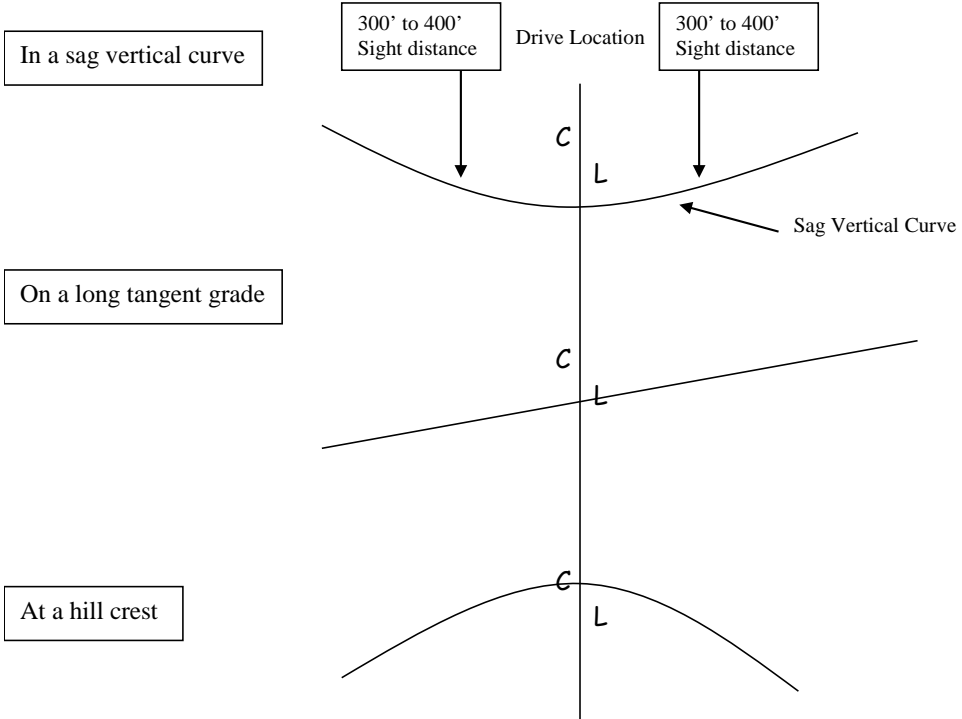 In a sag vertical curve
300’ to 400’
Sight distance
Drive Location
300’ to 400’
Sight distance
C
L
Sag Vertical Curve
On a long tangent grade
C
L
At a hill crest
C
L